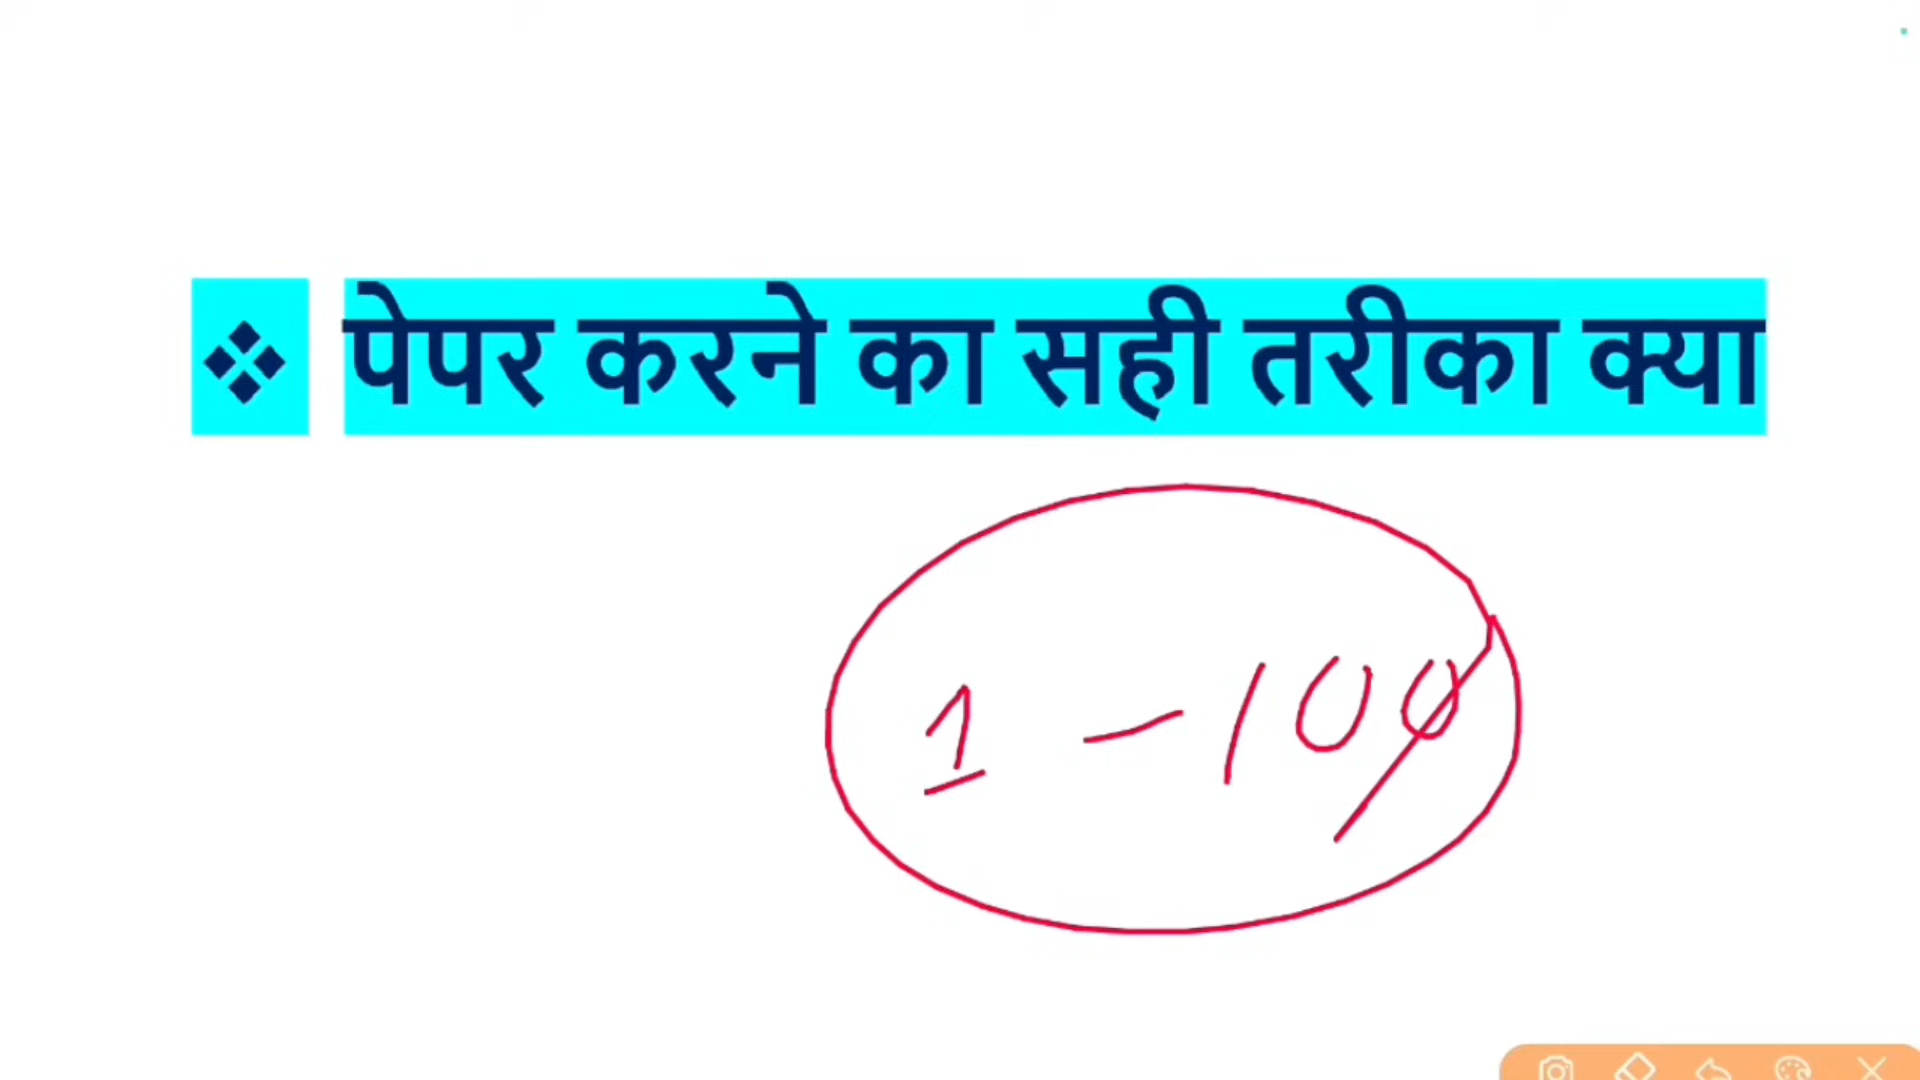 ❖ पेपर करने का सही तरीका क्या
1 - 100